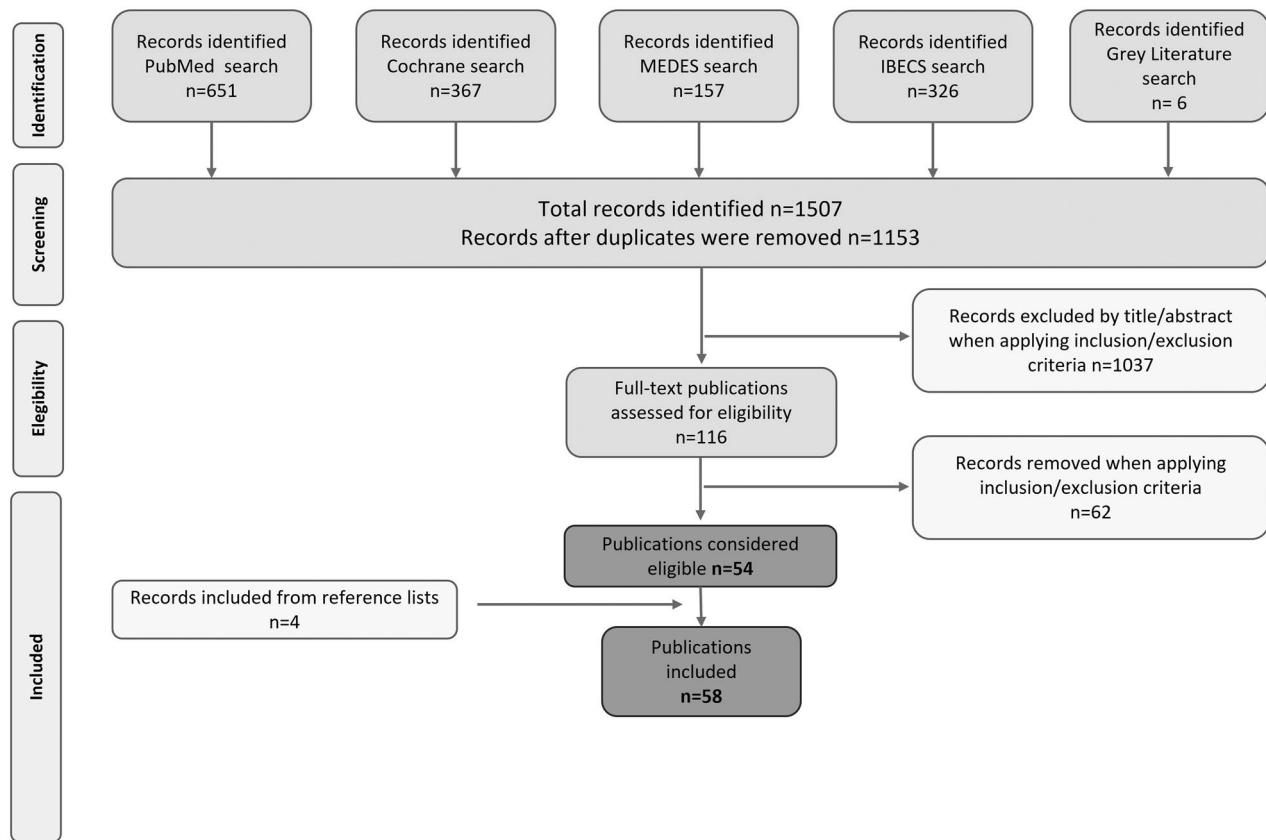 Identification
Records identified
PubMed search
n=651
Records identified
Cochrane search
n=367
Records identified
MEDES search
n=157
Records identified
IBECS search
n=326
Records identified
Grey Literature
search
n= 6
Screening
Total records identified n=1507
Records after duplicates were removed n=1153
Records excluded by title/abstract
when applying inclusion/exclusion
criteria n=1037
Elegibility
Full-text publications
assessed for eligibility
n=116
Records removed when applying
inclusion/exclusion criteria
n=62
Included
Publications considered
eligible n=54
Records included from reference lists
n=4
Publications
included
n=58